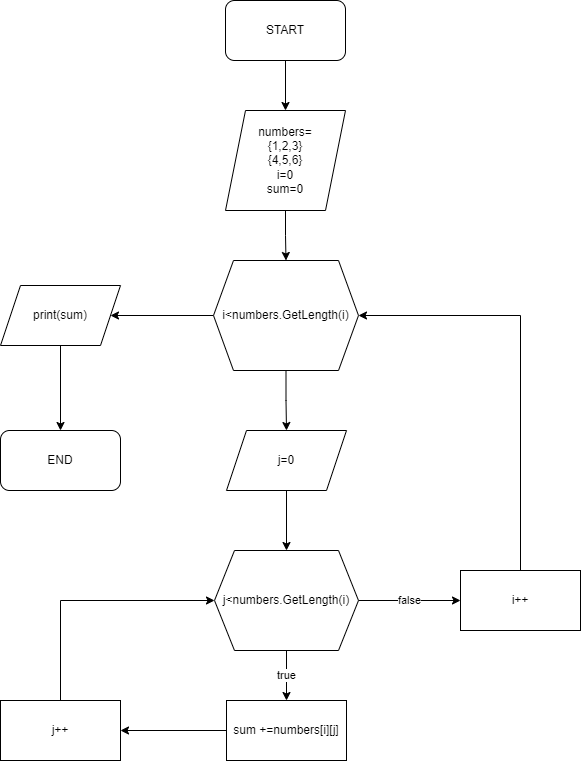 START
numbers=
{1,2,3}
{4,5,6}
i=0
sum=0
i<numbers.GetLength(i)
print(sum)
END
j=0
j<numbers.GetLength(i)
false
i++
true
sum +=numbers[i][j]
j++